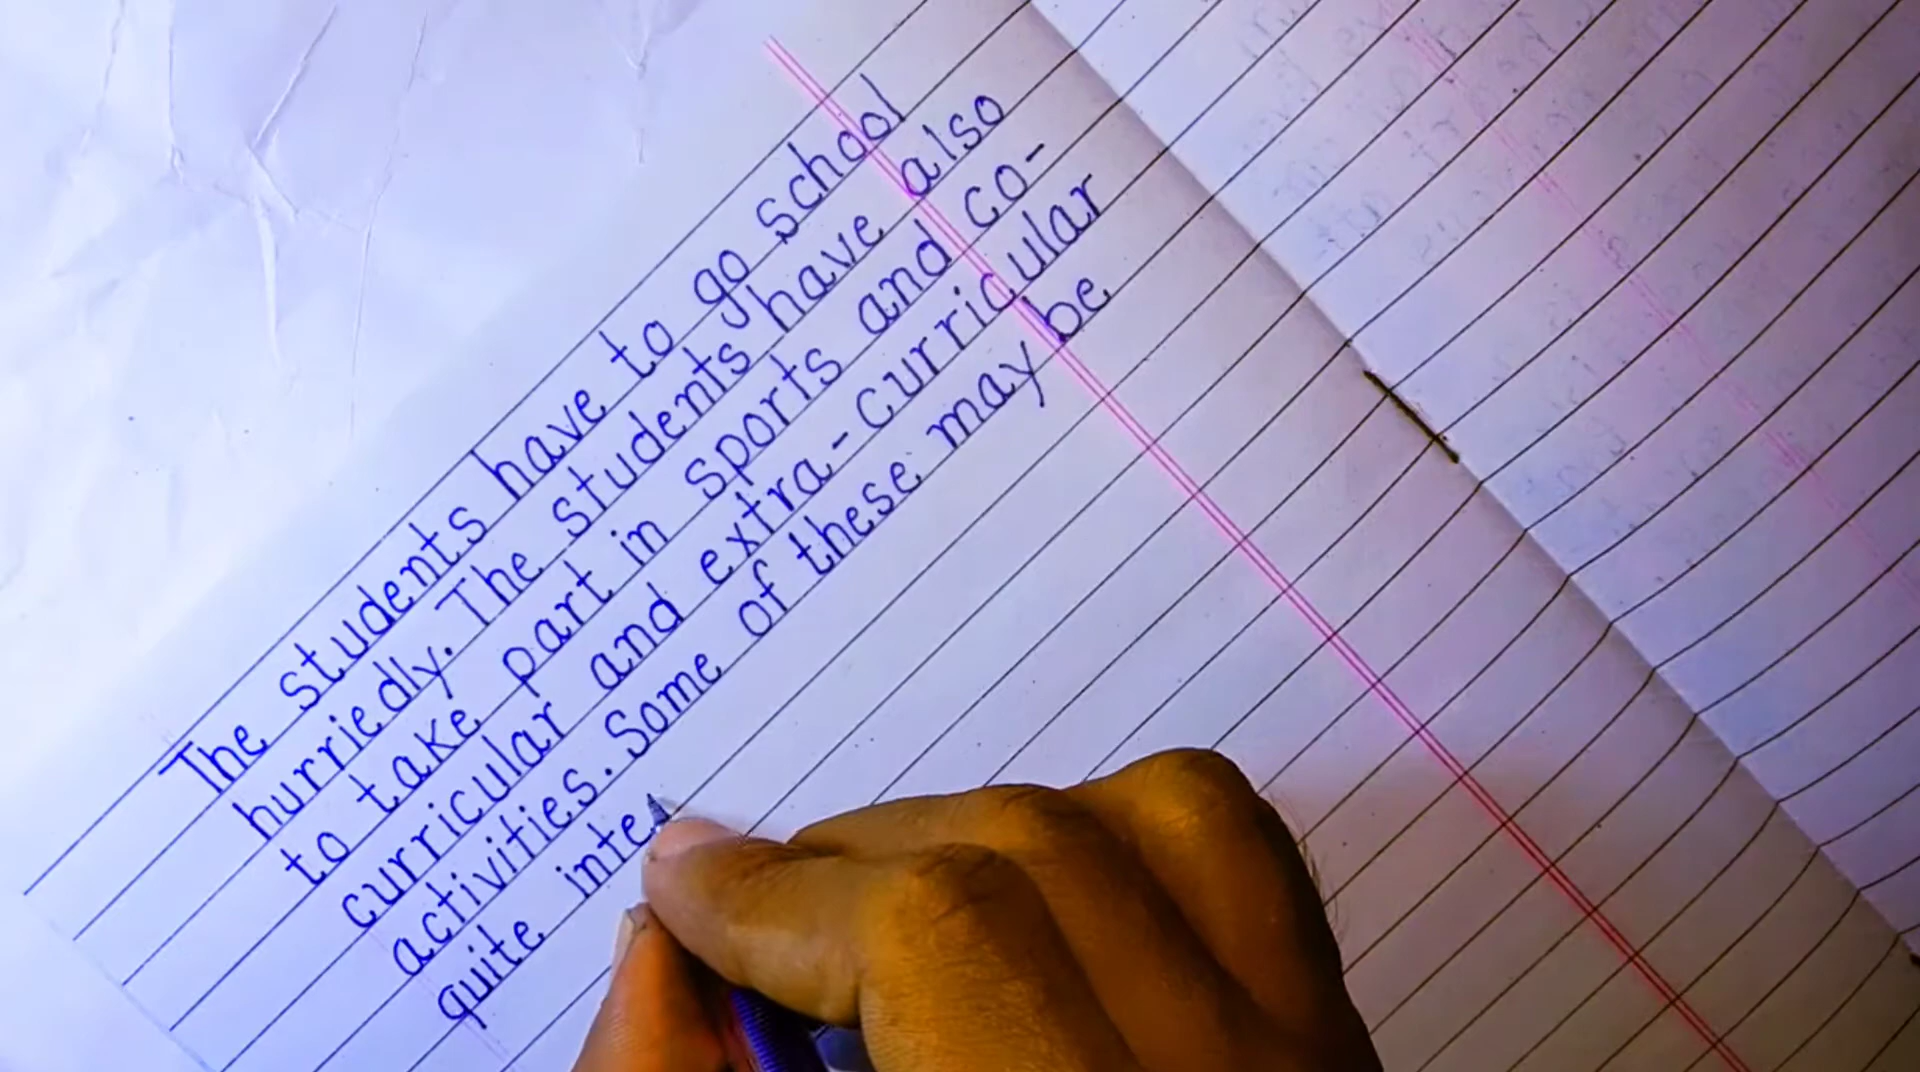 The students have to go school
hurriedly. The students have also
to take part in sports and co-
curricular and extra-curricular
activities. Some of these may be
quite inte